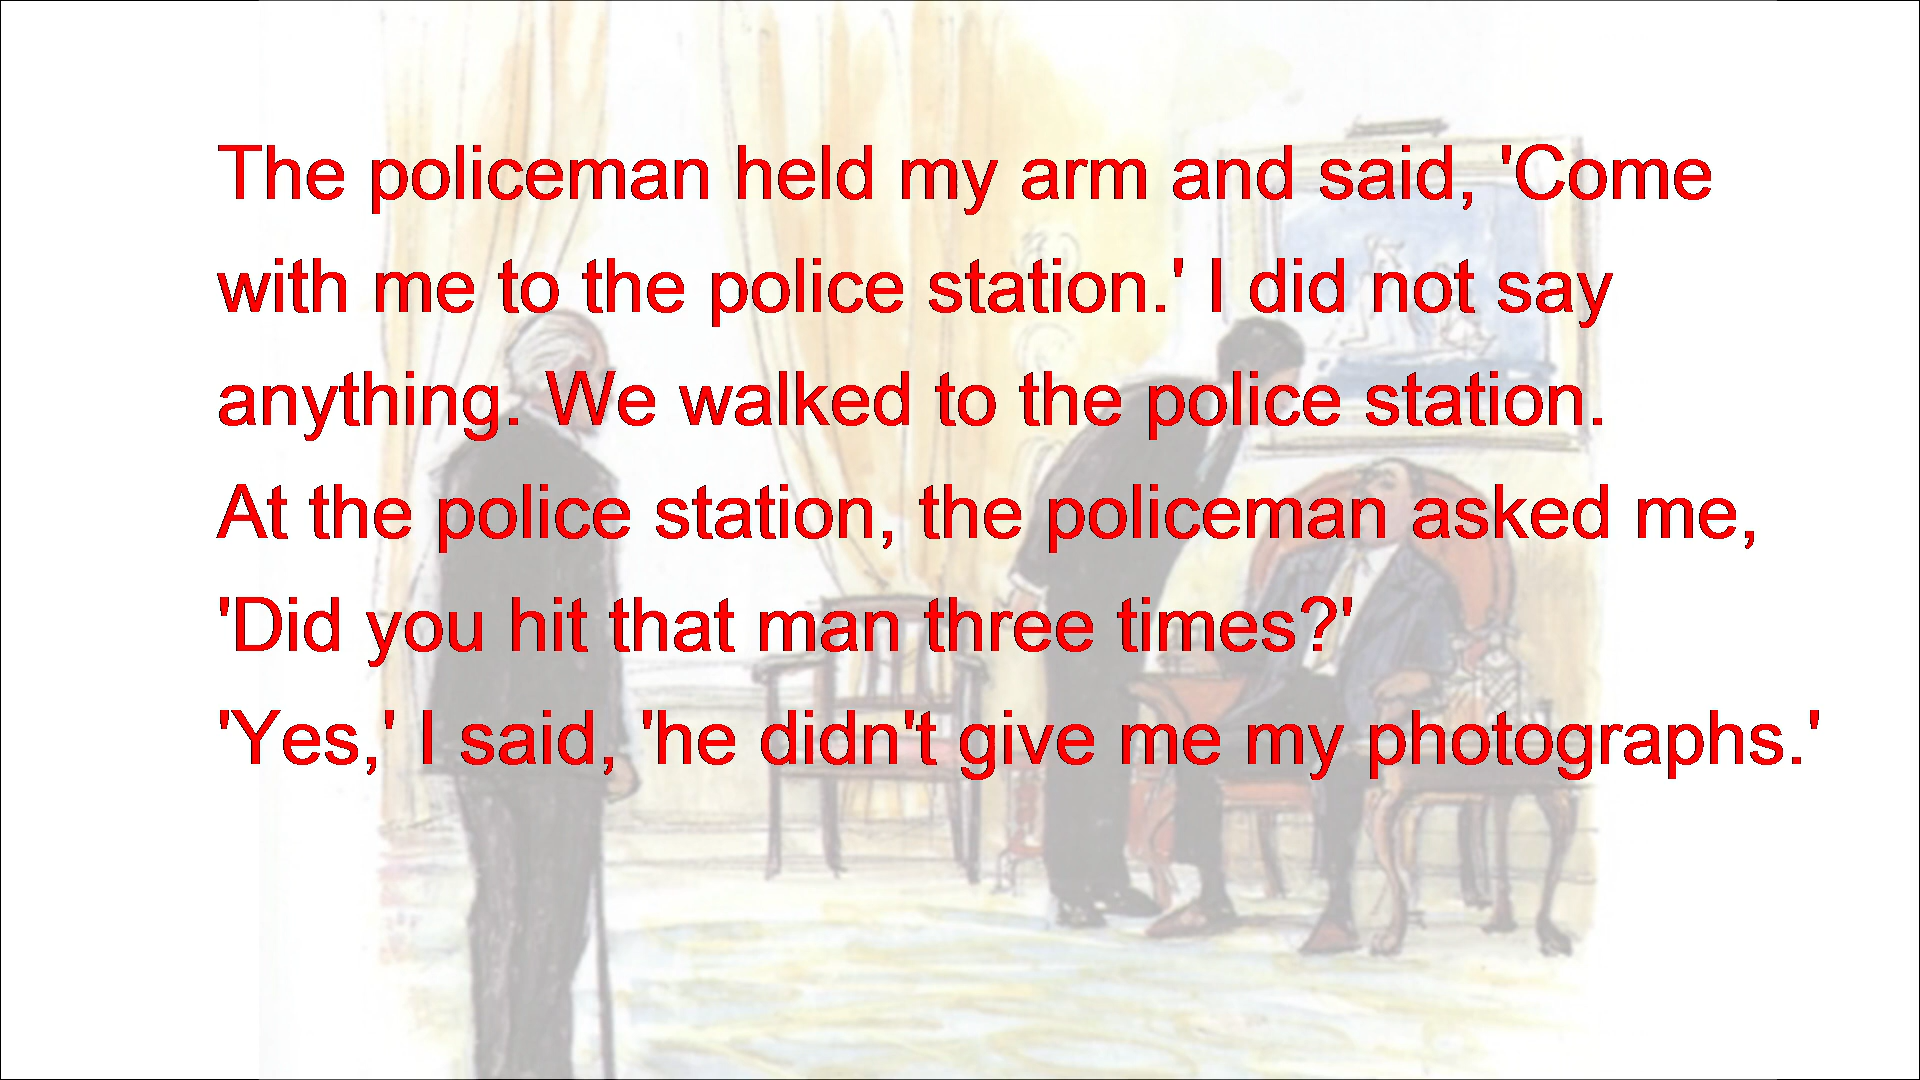 The policeman held my arm and said, 'Come
with me to the police station.' I did not say
anything. We walked to the police station.
At the police station, the policeman asked me,
'Did you hit that man three times?'
'Yes,' I said, 'he didn't give me my photographs.'